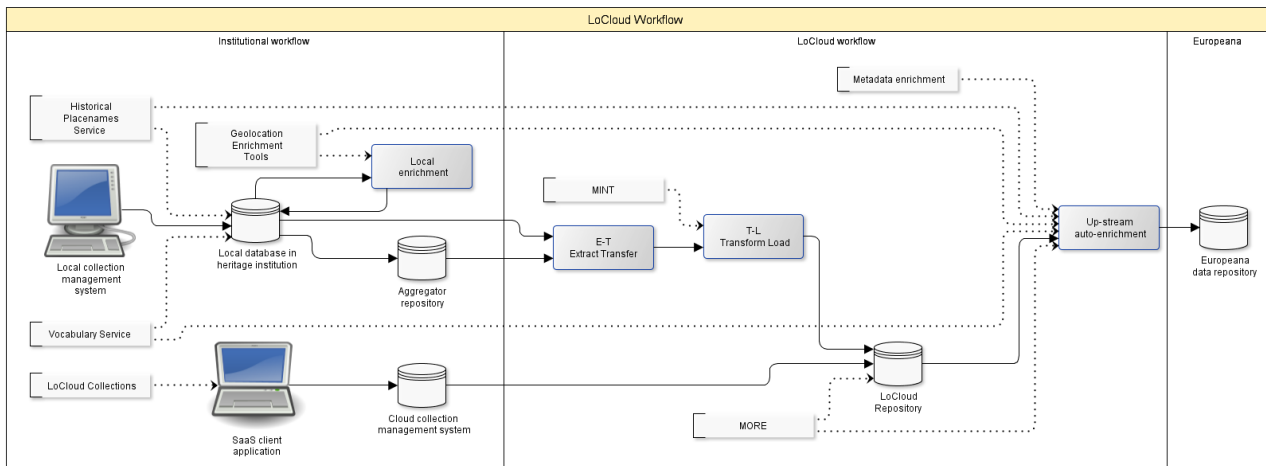 LoCloud Workflow
Institutional workflow
LoCloud workflow
Europeana
Metadata enrichment
Historical
Placenames
Service
Geolocation
Enrichment
Tools
Local
enrichment
MINT
T-L
Transform Load
Up-stream
auto-enrichment
E-T
Extract Transfer
Local collection
management
system
Local database in
heritage institution
Aggregator
repository
Europeana
data repository
Vocabulary Service
LoCloud Collections
SaaS client
application
Cloud collection
management system
LoCloud
Repository
MORE